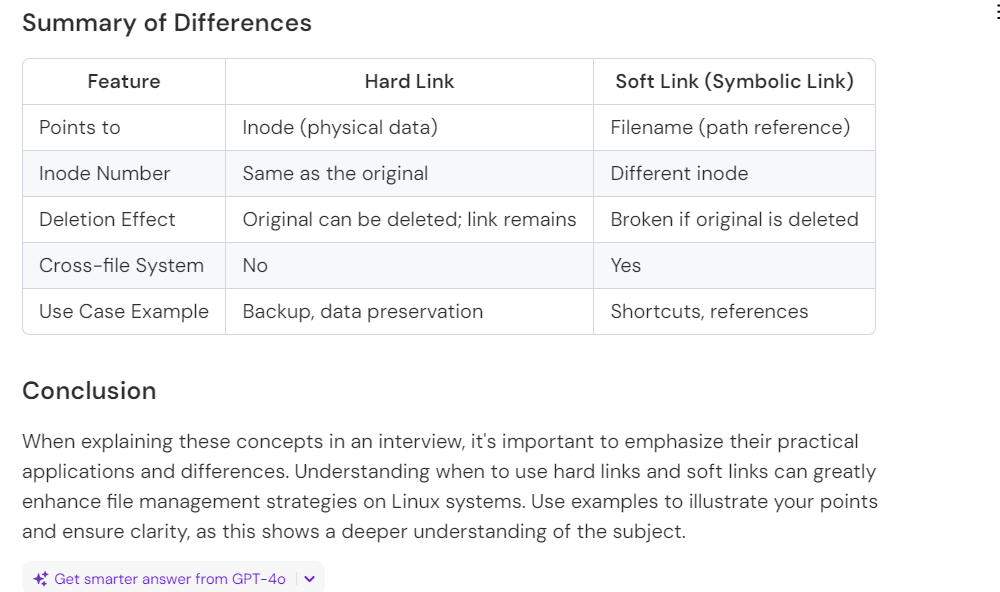 Summary of Differences
Feature Hard Link Soft Link (Symbolic Link)
Points to Inode (physical data) Filename (path reference)
Inode Number Same as the original Different inode
Deletion Effect Original can be deleted; link remains Broken if original is deleted
Cross-file System No Yes
Use Case Example Backup, data preservation Shortcuts, references
Conclusion
When explaining these concepts in an interview, it's important to emphasize their practical
applications and differences. Understanding when to use hard links and soft links can greatly
enhance file management strategies on Linux systems. Use examples to illustrate your points
and ensure clarity, as this shows a deeper understanding of the subject.
Get smarter answer from GPT-4o